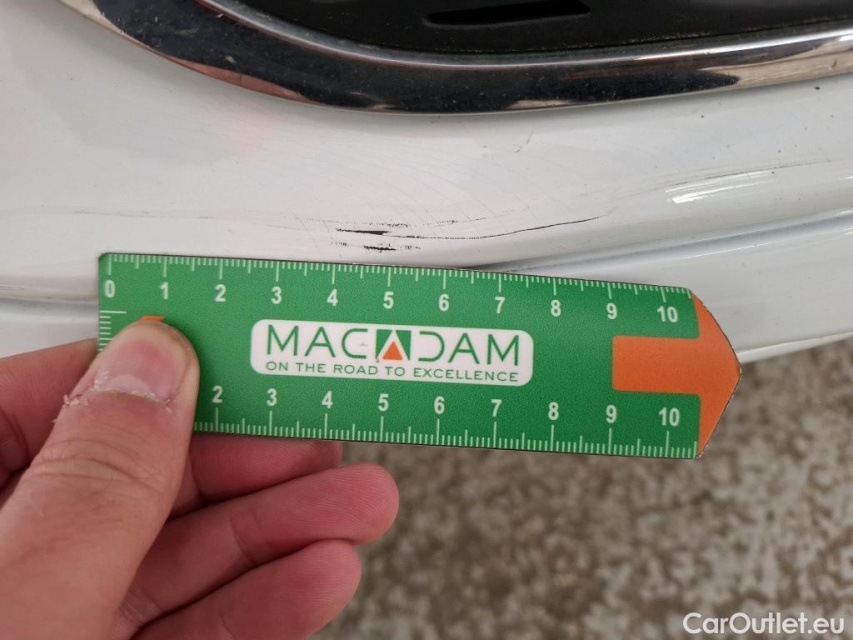 0 1 2 3 4 5 6 7 8 9 10
MACADAM
ON THE ROAD TO EXCELLENCE
2 3 4 5 6 7 8 9 10
CarOutlet.eu